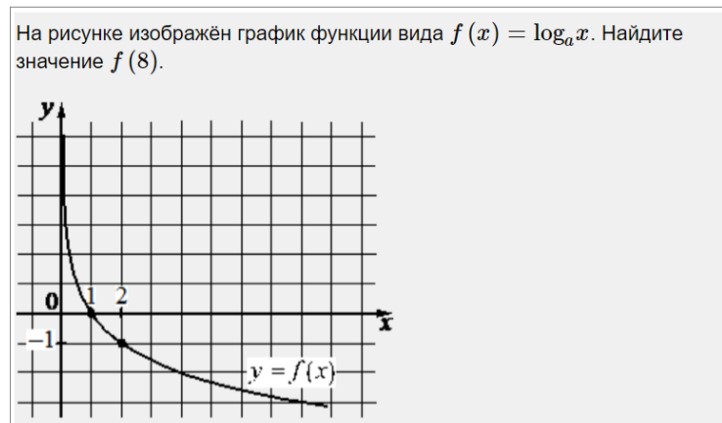 На рисунке изображён график функции вида f (x) = logₐx. Найдите
значение f (8).
y
0 1 2
x
−1
y = f(x)